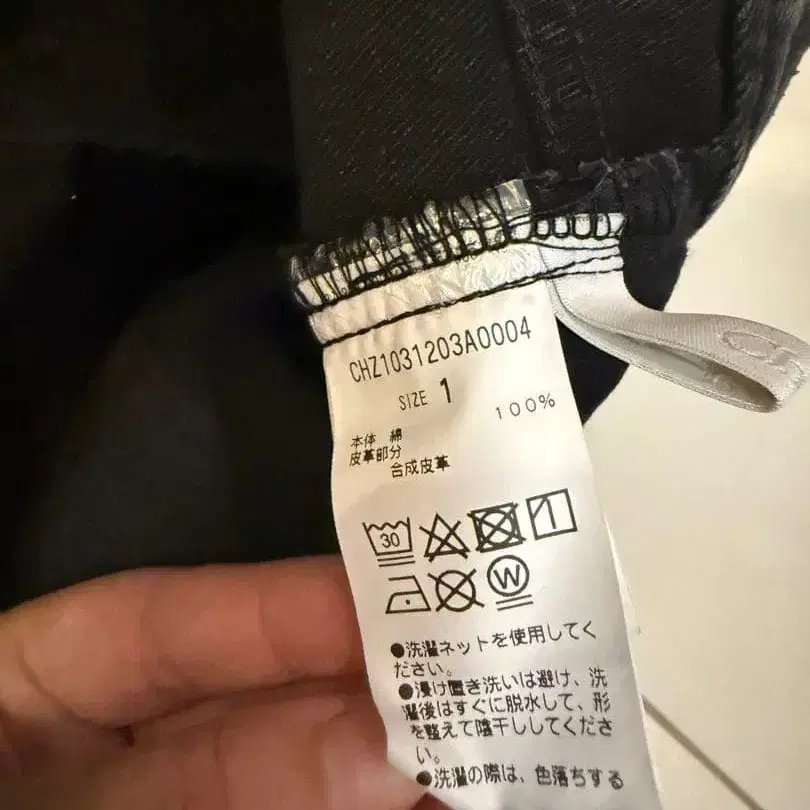 CHZ1031203A0004
SIZE 1
本体 綿 100%
皮革部分
合成皮革
30
W
●洗濯ネットを使用してく
ださい。
●浸け置き洗いは避け、洗
濯後はすぐに脱水して、形
を整えて陰干ししてくださ
い。
●洗濯の際は、色落ちする